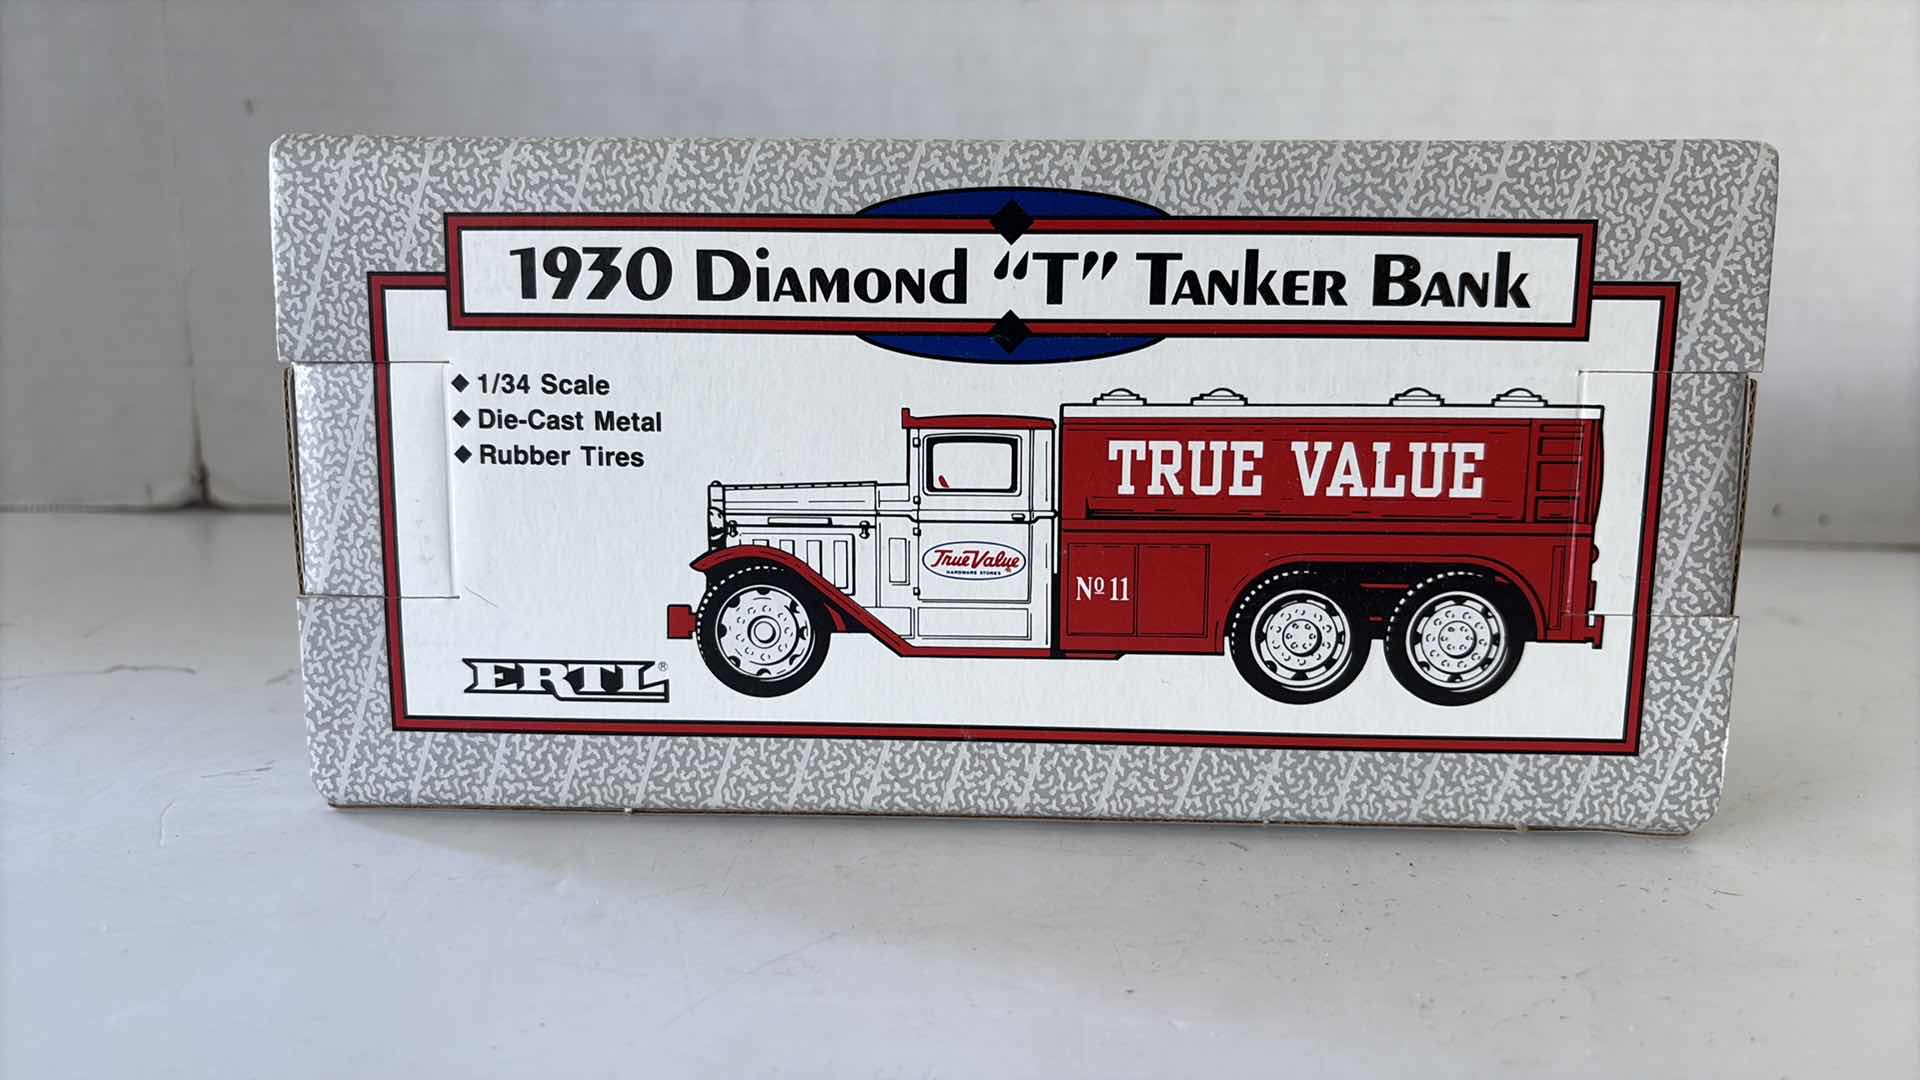 1930 Diamond “T” Tanker Bank
◆ 1/34 Scale
◆ Die-Cast Metal
◆ Rubber Tires
TRUE VALUE
True Value
HARDWARE STORES
Nº 11
ERTL®